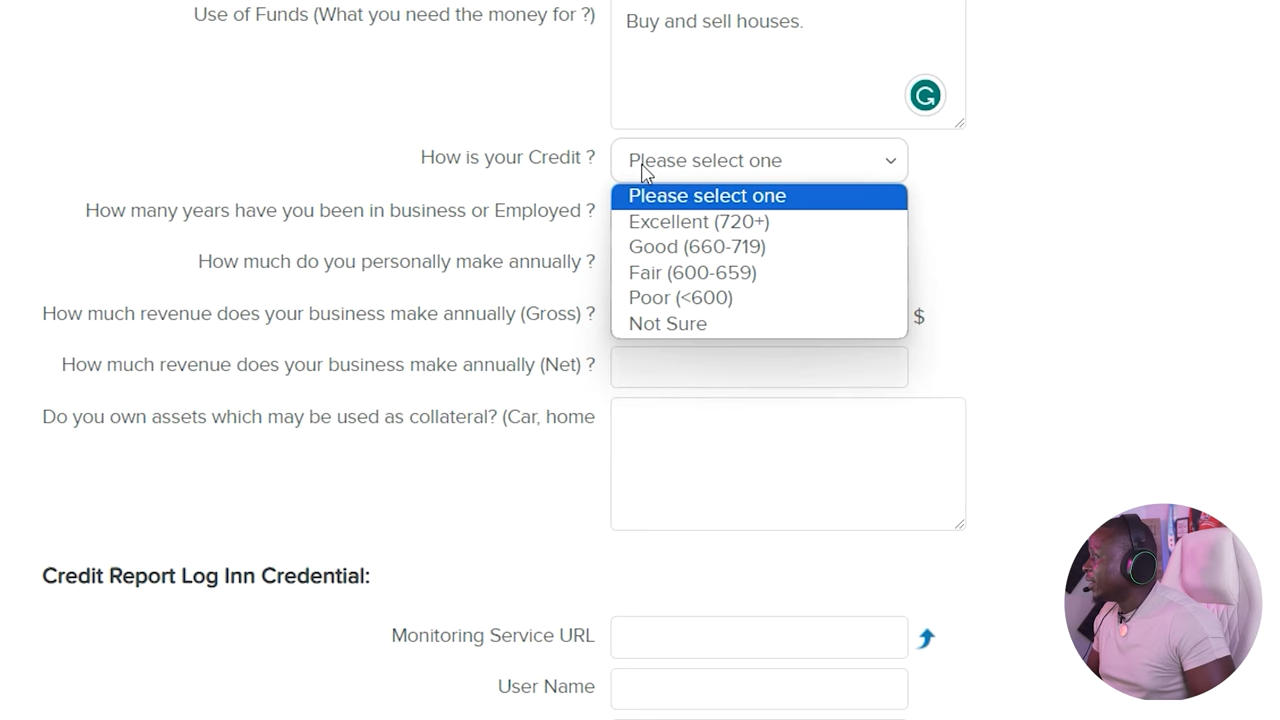 Use of Funds (What you need the money for ?)
Buy and sell houses.
How is your Credit ?
Please select one
Please select one
Excellent (720+)
Good (660-719)
Fair (600-659)
Poor (<600)
Not Sure
How many years have you been in business or Employed ?
How much do you personally make annually ?
How much revenue does your business make annually (Gross) ?
$
How much revenue does your business make annually (Net) ?
Do you own assets which may be used as collateral? (Car, home
Credit Report Log Inn Credential:
Monitoring Service URL
User Name